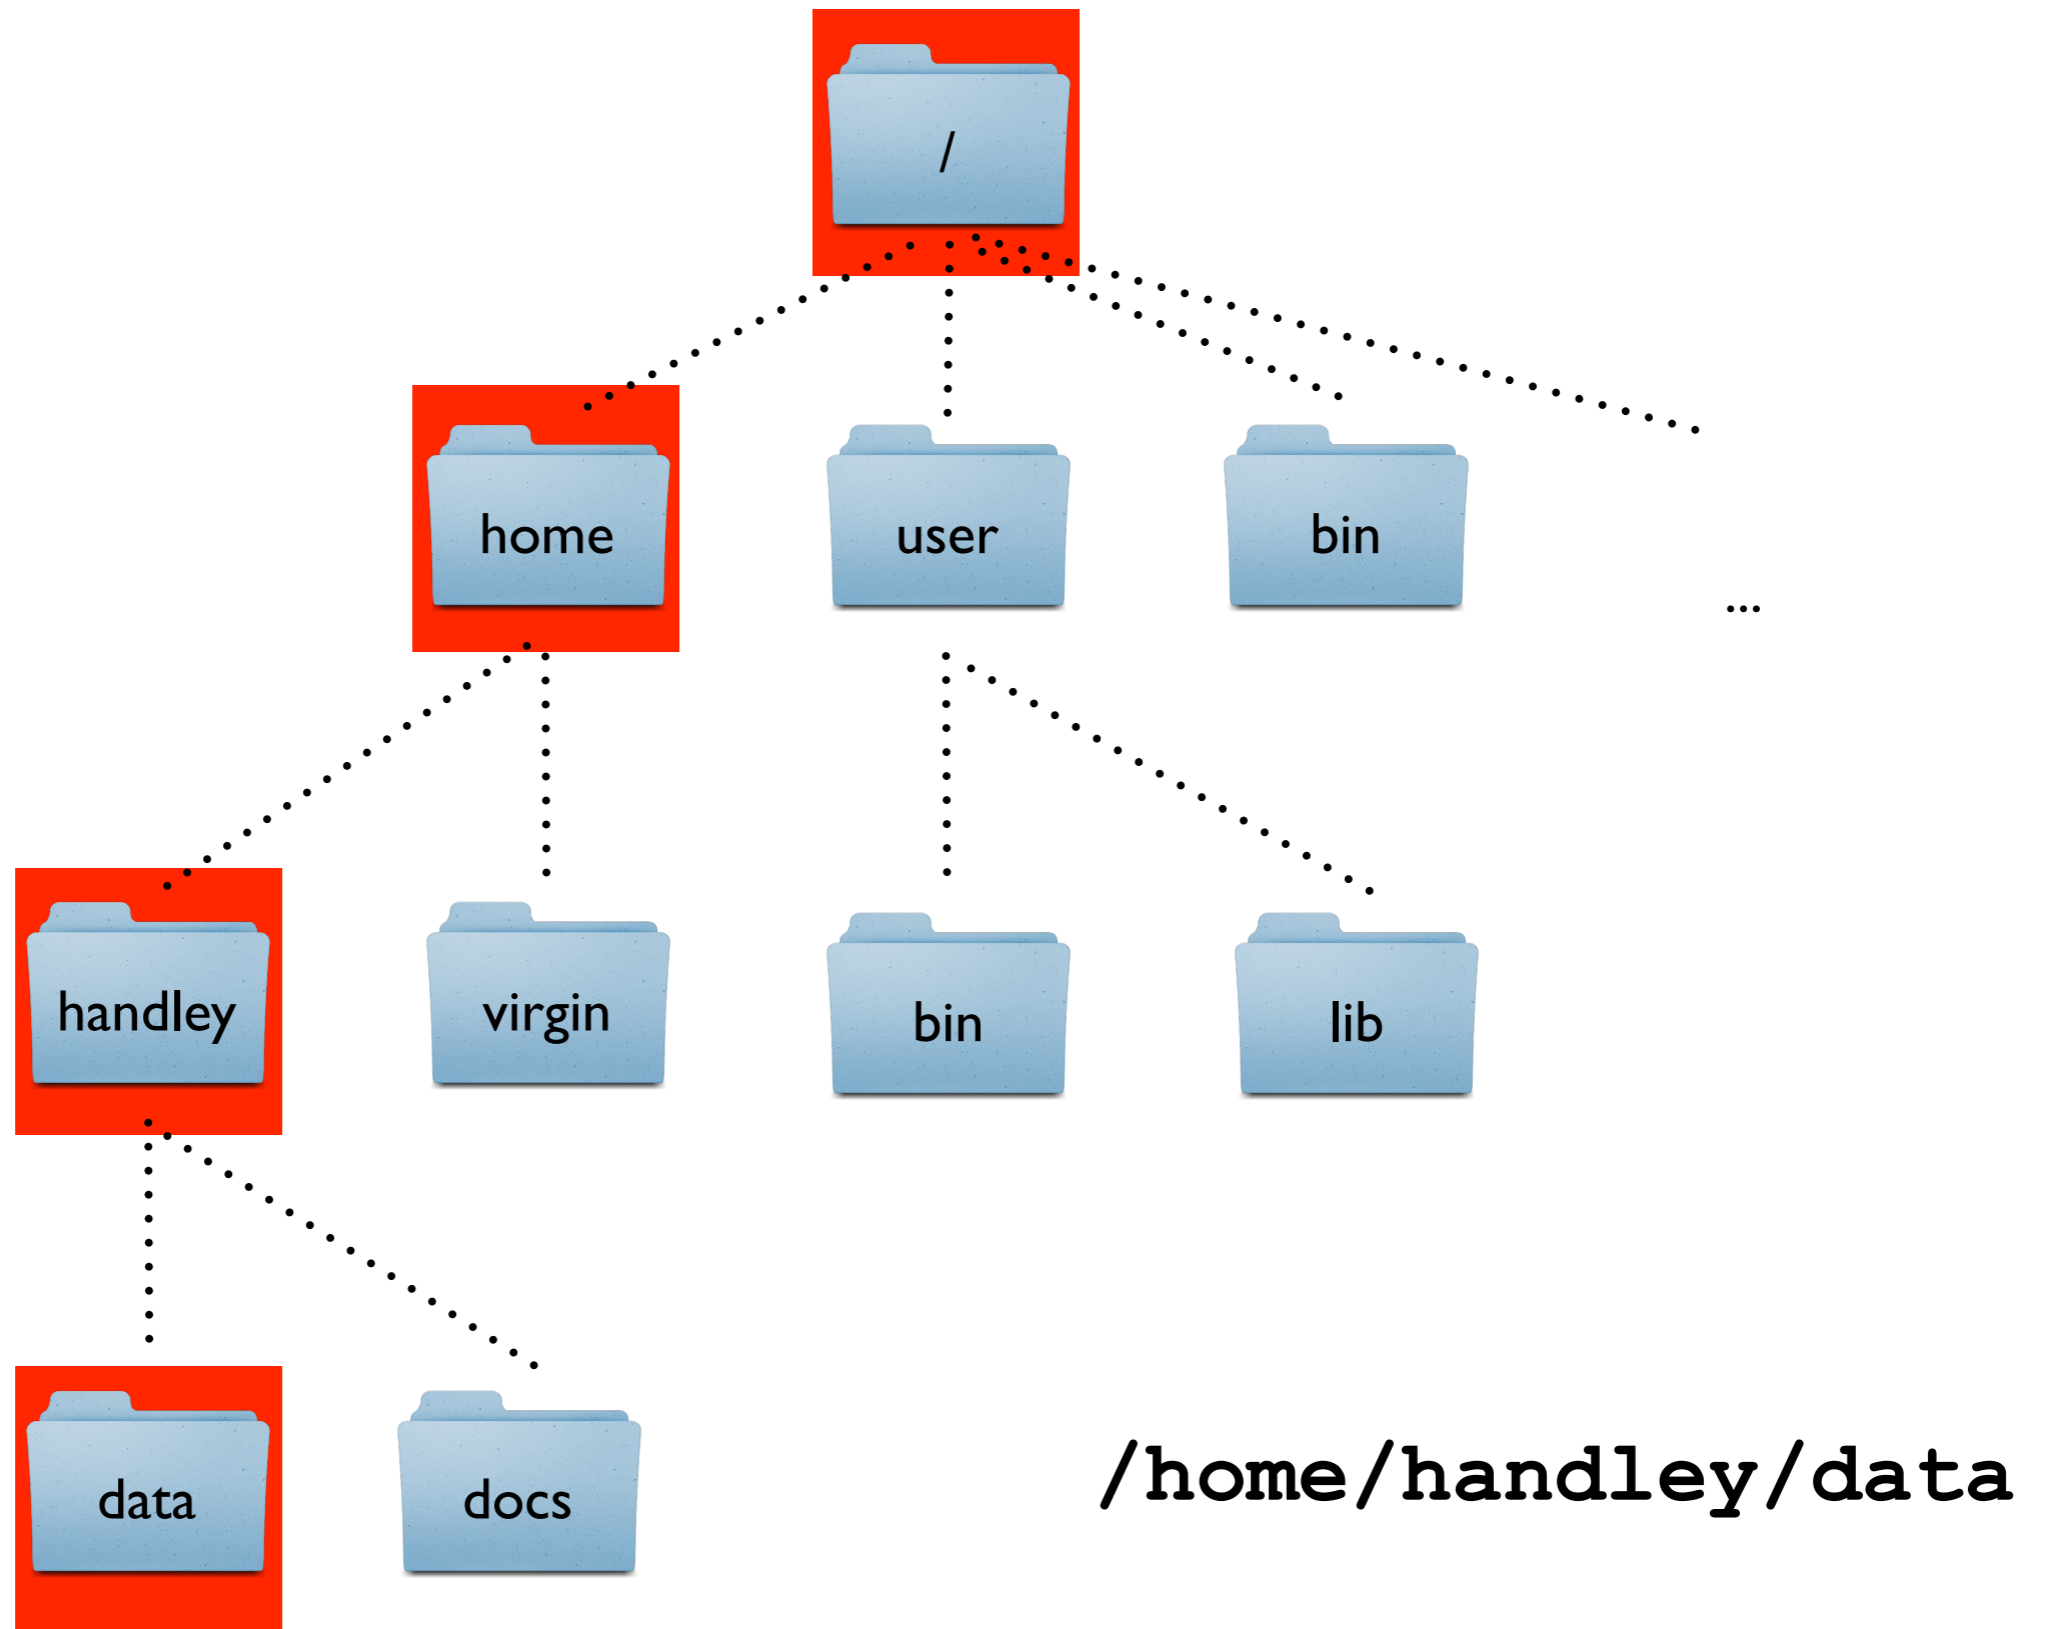 /
home
user
bin
...
handley
virgin
bin
lib
data
docs
/home/handley/data